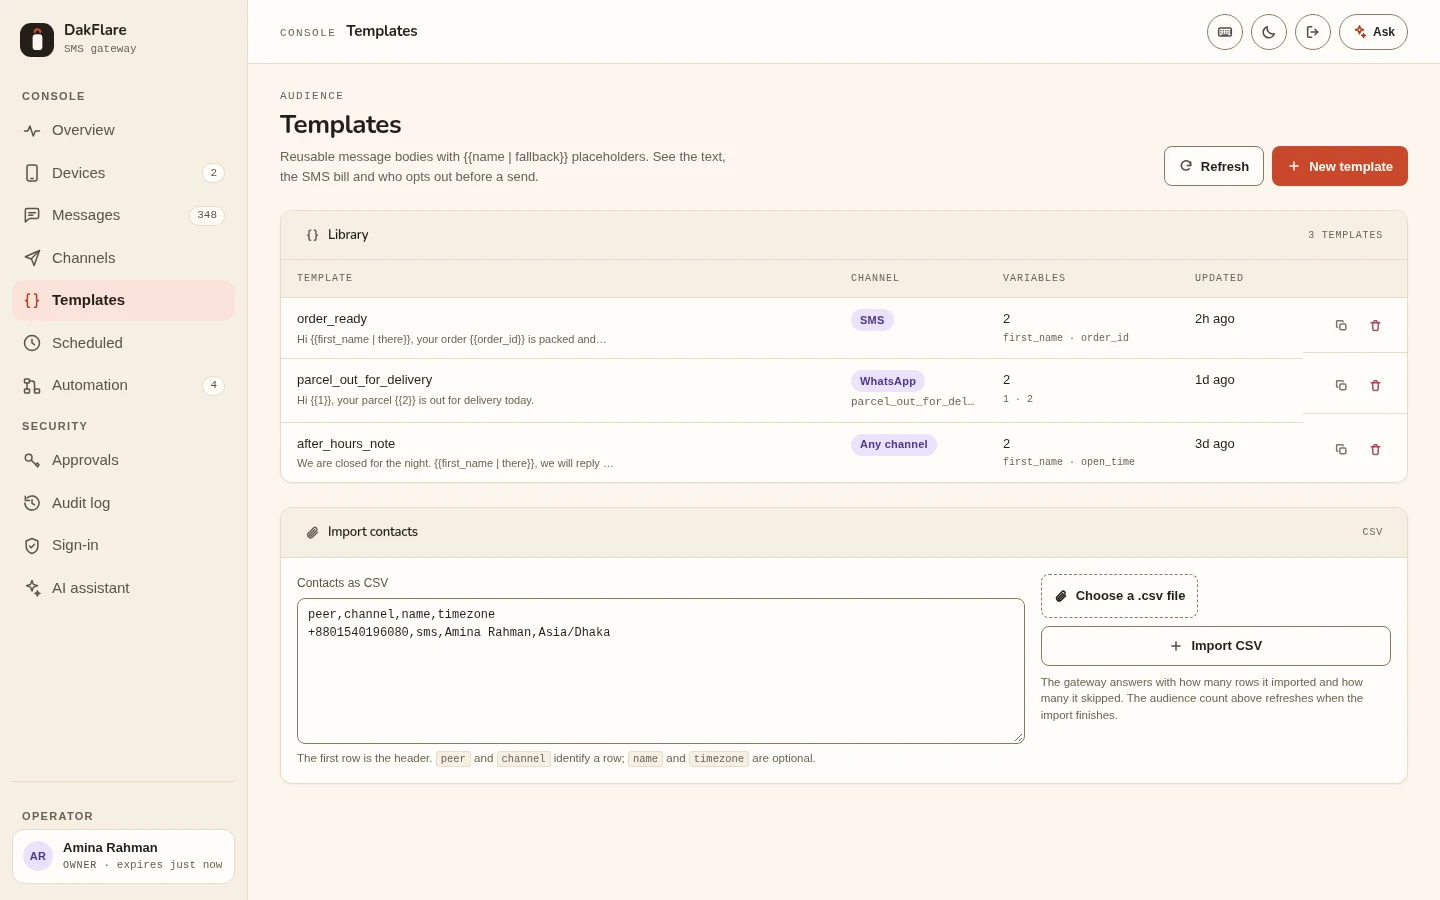 DakFlare
SMS gateway
CONSOLE
Overview
Devices 2
Messages 348
Channels
Templates
Scheduled
Automation 4
SECURITY
Approvals
Audit log
Sign-in
AI assistant
OPERATOR
AR
Amina Rahman
OWNER · expires just now
CONSOLE Templates
Ask
AUDIENCE
Templates
Reusable message bodies with {{name | fallback}} placeholders. See the text,
the SMS bill and who opts out before a send.
Refresh
New template
Library
3 TEMPLATES
TEMPLATE CHANNEL VARIABLES UPDATED
order_ready SMS 2 2h ago
Hi {{first_name | there}}, your order {{order_id}} is packed and… first_name · order_id
parcel_out_for_delivery WhatsApp 2 1d ago
Hi {{1}}, your parcel {{2}} is out for delivery today. parcel_out_for_del… 1 · 2
after_hours_note Any channel 2 3d ago
We are closed for the night. {{first_name | there}}, we will reply … first_name · open_time
Import contacts
CSV
Contacts as CSV
peer,channel,name,timezone
+8801540196080,sms,Amina Rahman,Asia/Dhaka
The first row is the header. peer and channel identify a row; name and timezone are optional.
Choose a .csv file
Import CSV
The gateway answers with how many rows it imported and how
many it skipped. The audience count above refreshes when the
import finishes.